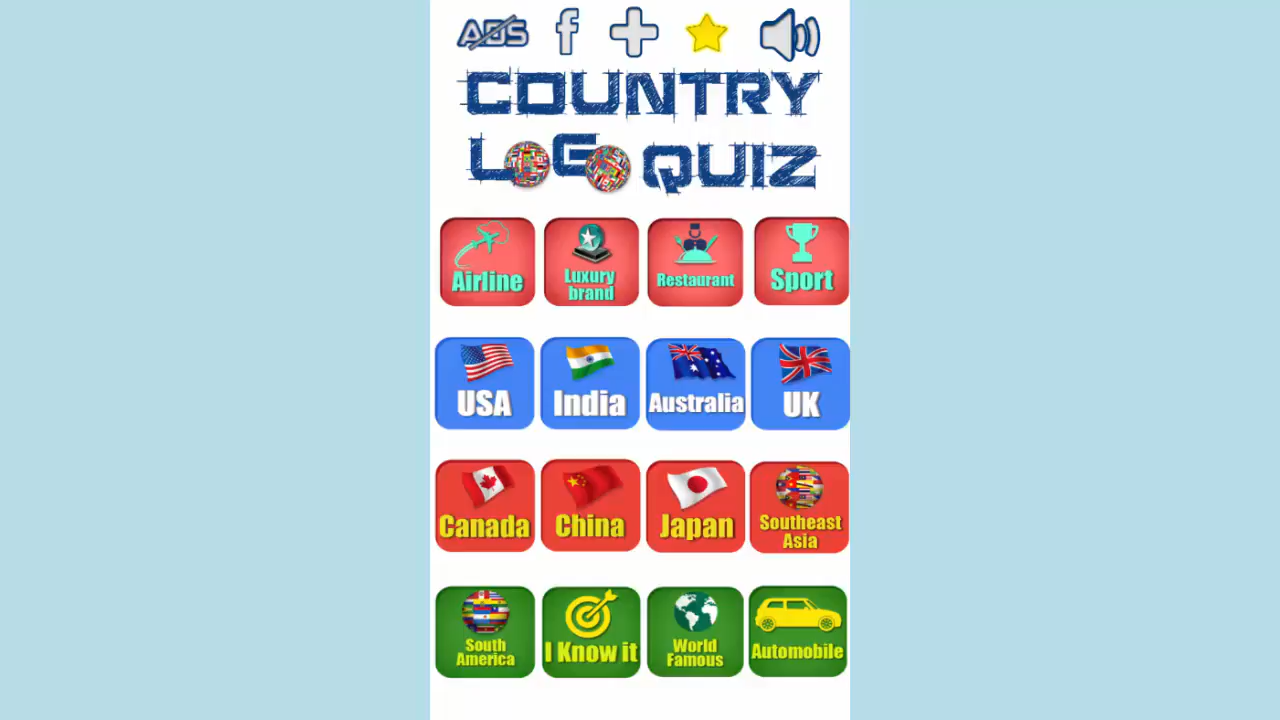 ADS f
COUNTRY
LOGO QUIZ
Airline
Luxury
brand
Restaurant
Sport
USA
India
Australia
UK
Canada
China
Japan
Southeast
Asia
South
America
I Know it
World
Famous
Automobile